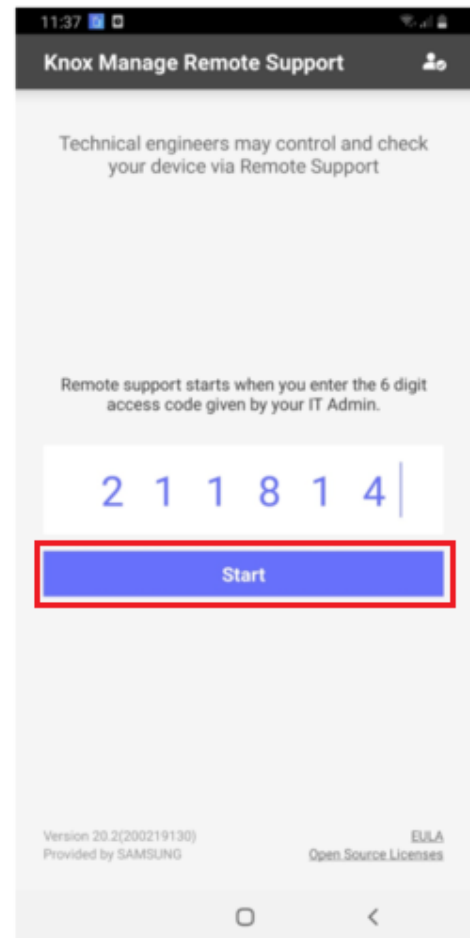 11:37
Knox Manage Remote Support
Technical engineers may control and check
your device via Remote Support
Remote support starts when you enter the 6 digit
access code given by your IT Admin.
2 1 1 8 1 4
Start
Version 20.2(200219130)
EULA
Provided by SAMSUNG
Open Source Licenses